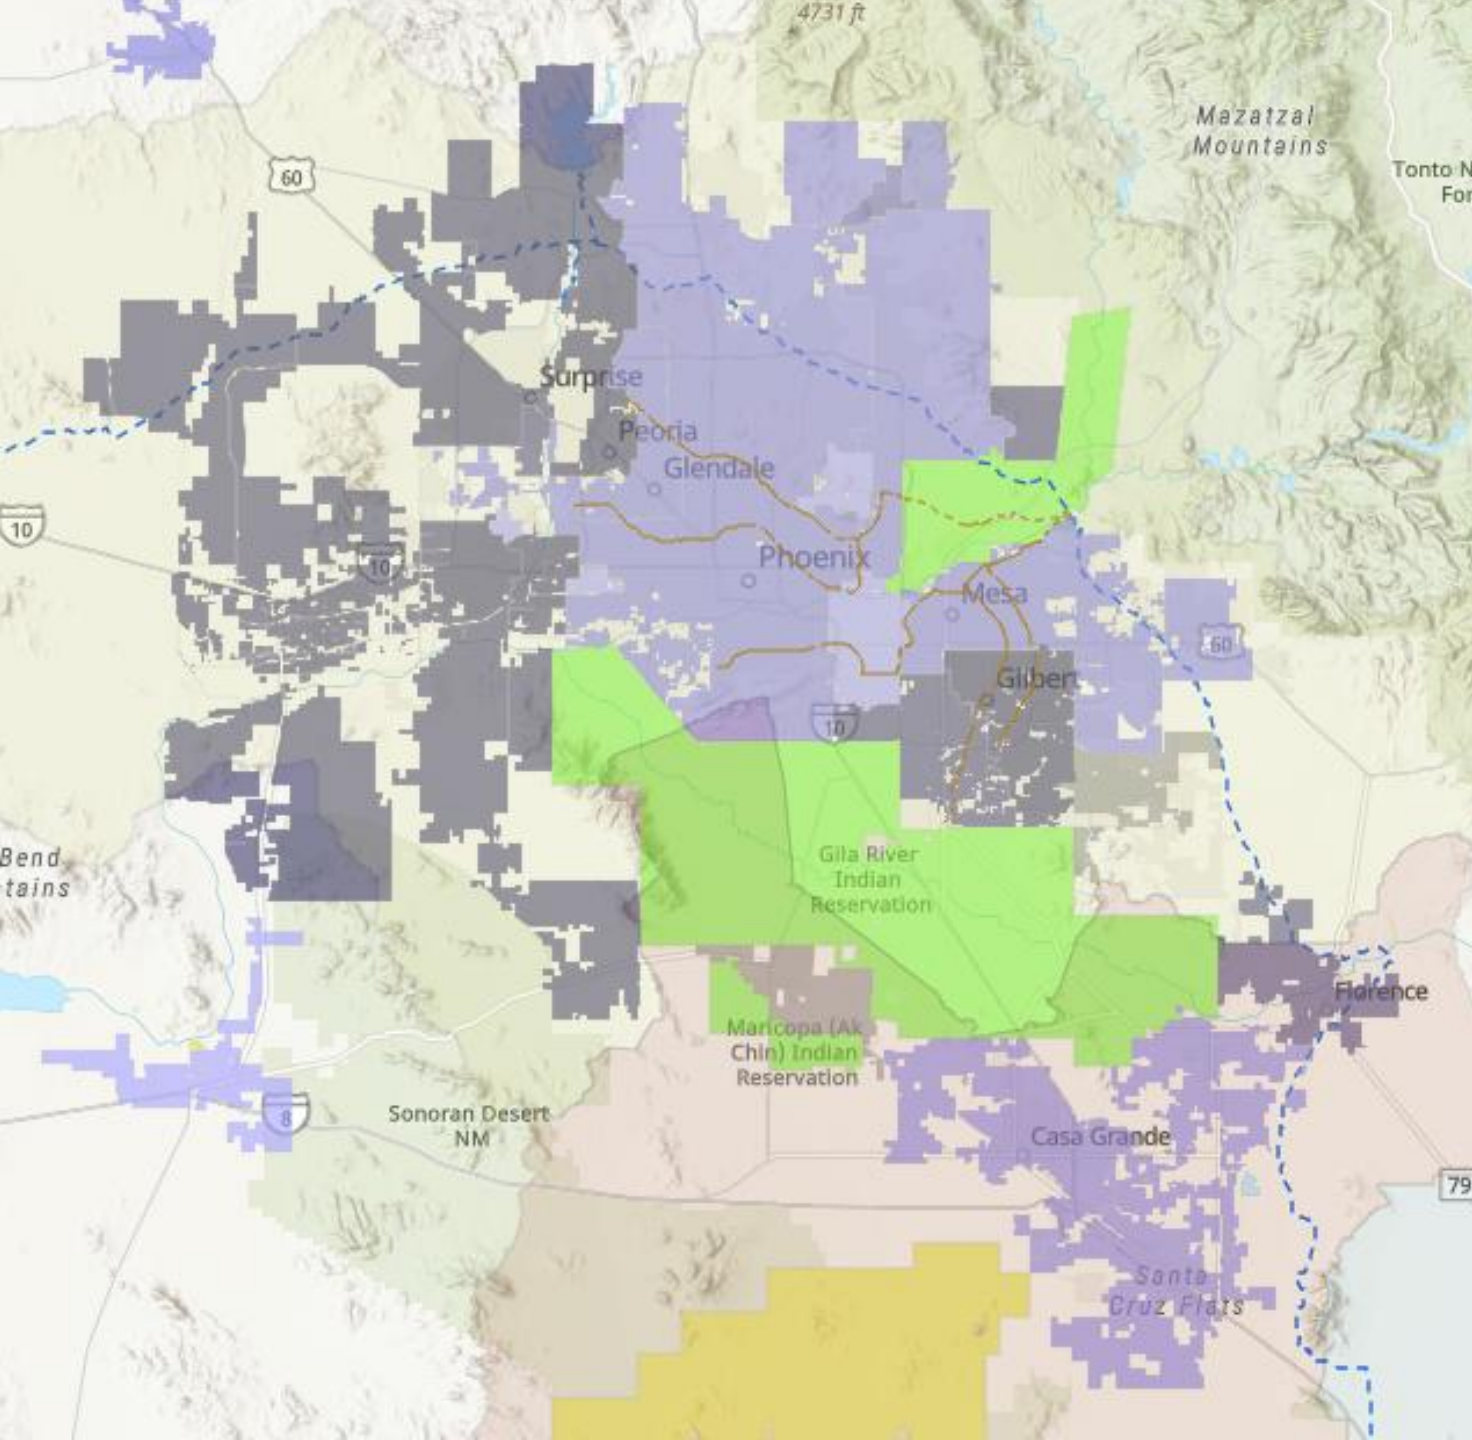 4731 ft
Mazatzal
Mountains
Tonto N
For
60
Surprise
Peoria
Glendale
10
10
Phoenix
Mesa
60
Gilber
10
Bend
tains
Gila River
Indian
Reservation
Florence
Maricopa (Ak
Chin) Indian
Reservation
8
Sonoran Desert
NM
Casa Grande
79
Santa
Cruz Flats